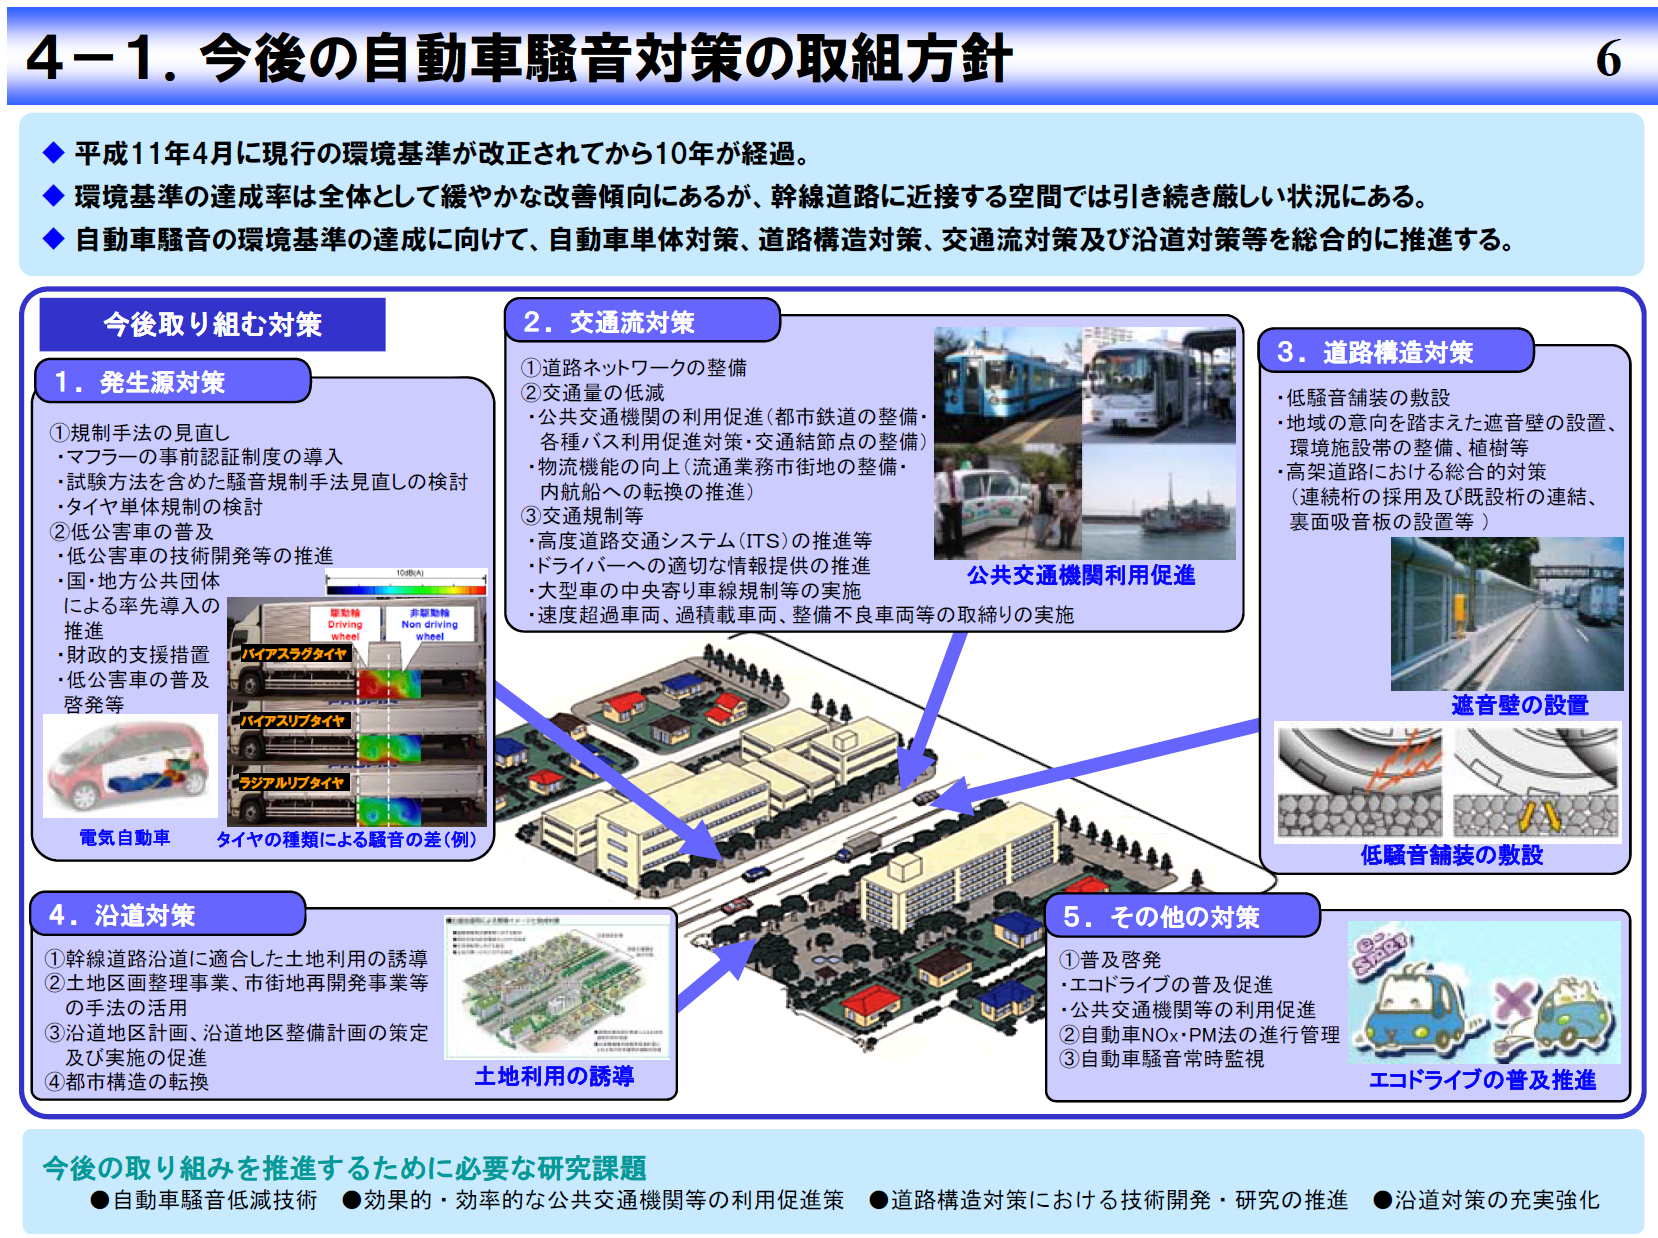 ４－１．今後の自動車騒音対策の取組方針
6
◆ 平成11年4月に現行の環境基準が改正されてから10年が経過。
◆ 環境基準の達成率は全体として緩やかな改善傾向にあるが、幹線道路に近接する空間では引き続き厳しい状況にある。
◆ 自動車騒音の環境基準の達成に向けて、自動車単体対策、道路構造対策、交通流対策及び沿道対策等を総合的に推進する。
今後取り組む対策
１．発生源対策
①規制手法の見直し
・マフラーの事前認証制度の導入
・試験方法を含めた騒音規制手法見直しの検討
・タイヤ単体規制の検討
②低公害車の普及
・低公害車の技術開発等の推進
・国・地方公共団体
による率先導入の
推進
・財政的支援措置
・低公害車の普及
啓発等
10dB(A)
駆動輪
Driving
wheel
非駆動輪
Non driving
wheel
バイアスラグタイヤ
バイアスリブタイヤ
ラジアルリブタイヤ
電気自動車
タイヤの種類による騒音の差（例）
２．交通流対策
①道路ネットワークの整備
②交通量の低減
・公共交通機関の利用促進（都市鉄道の整備・
各種バス利用促進対策・交通結節点の整備）
・物流機能の向上（流通業務市街地の整備・
内航船への転換の推進）
③交通規制等
・高度道路交通システム（ITS）の推進等
・ドライバーへの適切な情報提供の推進
・大型車の中央寄り車線規制等の実施
・速度超過車両、過積載車両、整備不良車両等の取締りの実施
公共交通機関利用促進
３．道路構造対策
・低騒音舗装の敷設
・地域の意向を踏まえた遮音壁の設置、
環境施設帯の整備、植樹等
・高架道路における総合的対策
（連続桁の採用及び既設桁の連結、
裏面吸音板の設置等 ）
遮音壁の設置
低騒音舗装の敷設
４．沿道対策
①幹線道路沿道に適合した土地利用の誘導
②土地区画整理事業、市街地再開発事業等
の手法の活用
③沿道地区計画、沿道地区整備計画の策定
及び実施の促進
④都市構造の転換
土地利用の誘導
５．その他の対策
①普及啓発
・エコドライブの普及促進
・公共交通機関等の利用促進
②自動車NOx・PM法の進行管理
③自動車騒音常時監視
エコドライブの普及推進
今後の取り組みを推進するために必要な研究課題
●自動車騒音低減技術　●効果的・効率的な公共交通機関等の利用促進策　●道路構造対策における技術開発・研究の推進　●沿道対策の充実強化